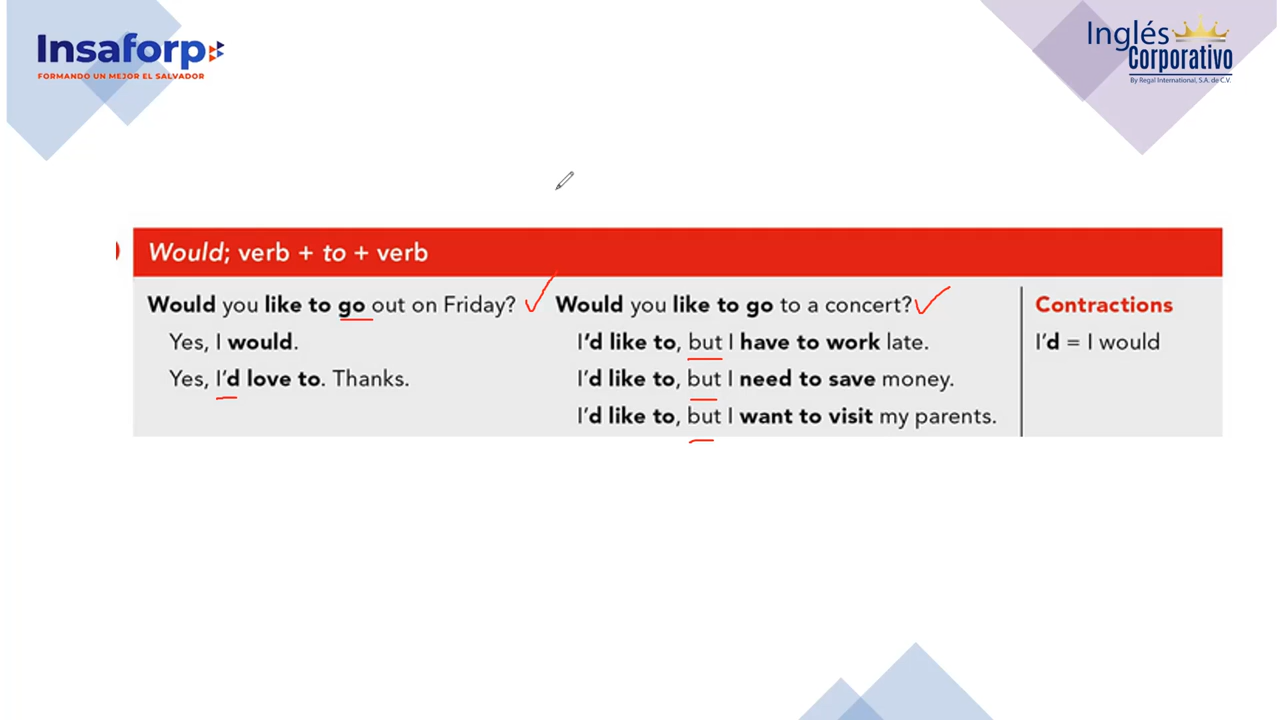 Insaforp
FORMANDO UN MEJOR EL SALVADOR
Inglés
Corporativo
By Regal International, S.A. de C.V.
Would; verb + to + verb
Would you like to go out on Friday?
Yes, I would.
Yes, I'd love to. Thanks.
Would you like to go to a concert?
I'd like to, but I have to work late.
I'd like to, but I need to save money.
I'd like to, but I want to visit my parents.
Contractions
I'd = I would